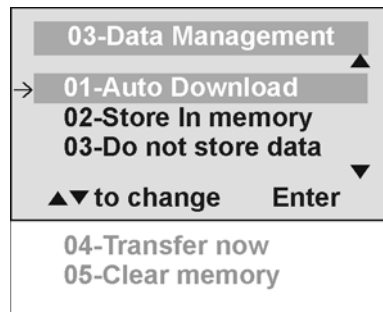 03-Data Management
01-Auto Download
02-Store In memory
03-Do not store data
▲▼ to change Enter
04-Transfer now
05-Clear memory